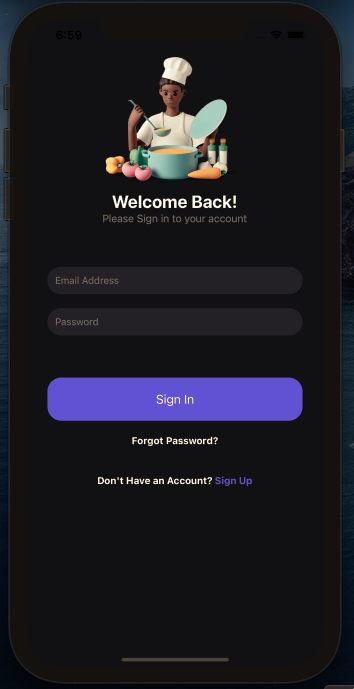 6:59
Welcome Back!
Please Sign in to your account
Email Address
Password
Sign In
Forgot Password?
Don't Have an Account? Sign Up